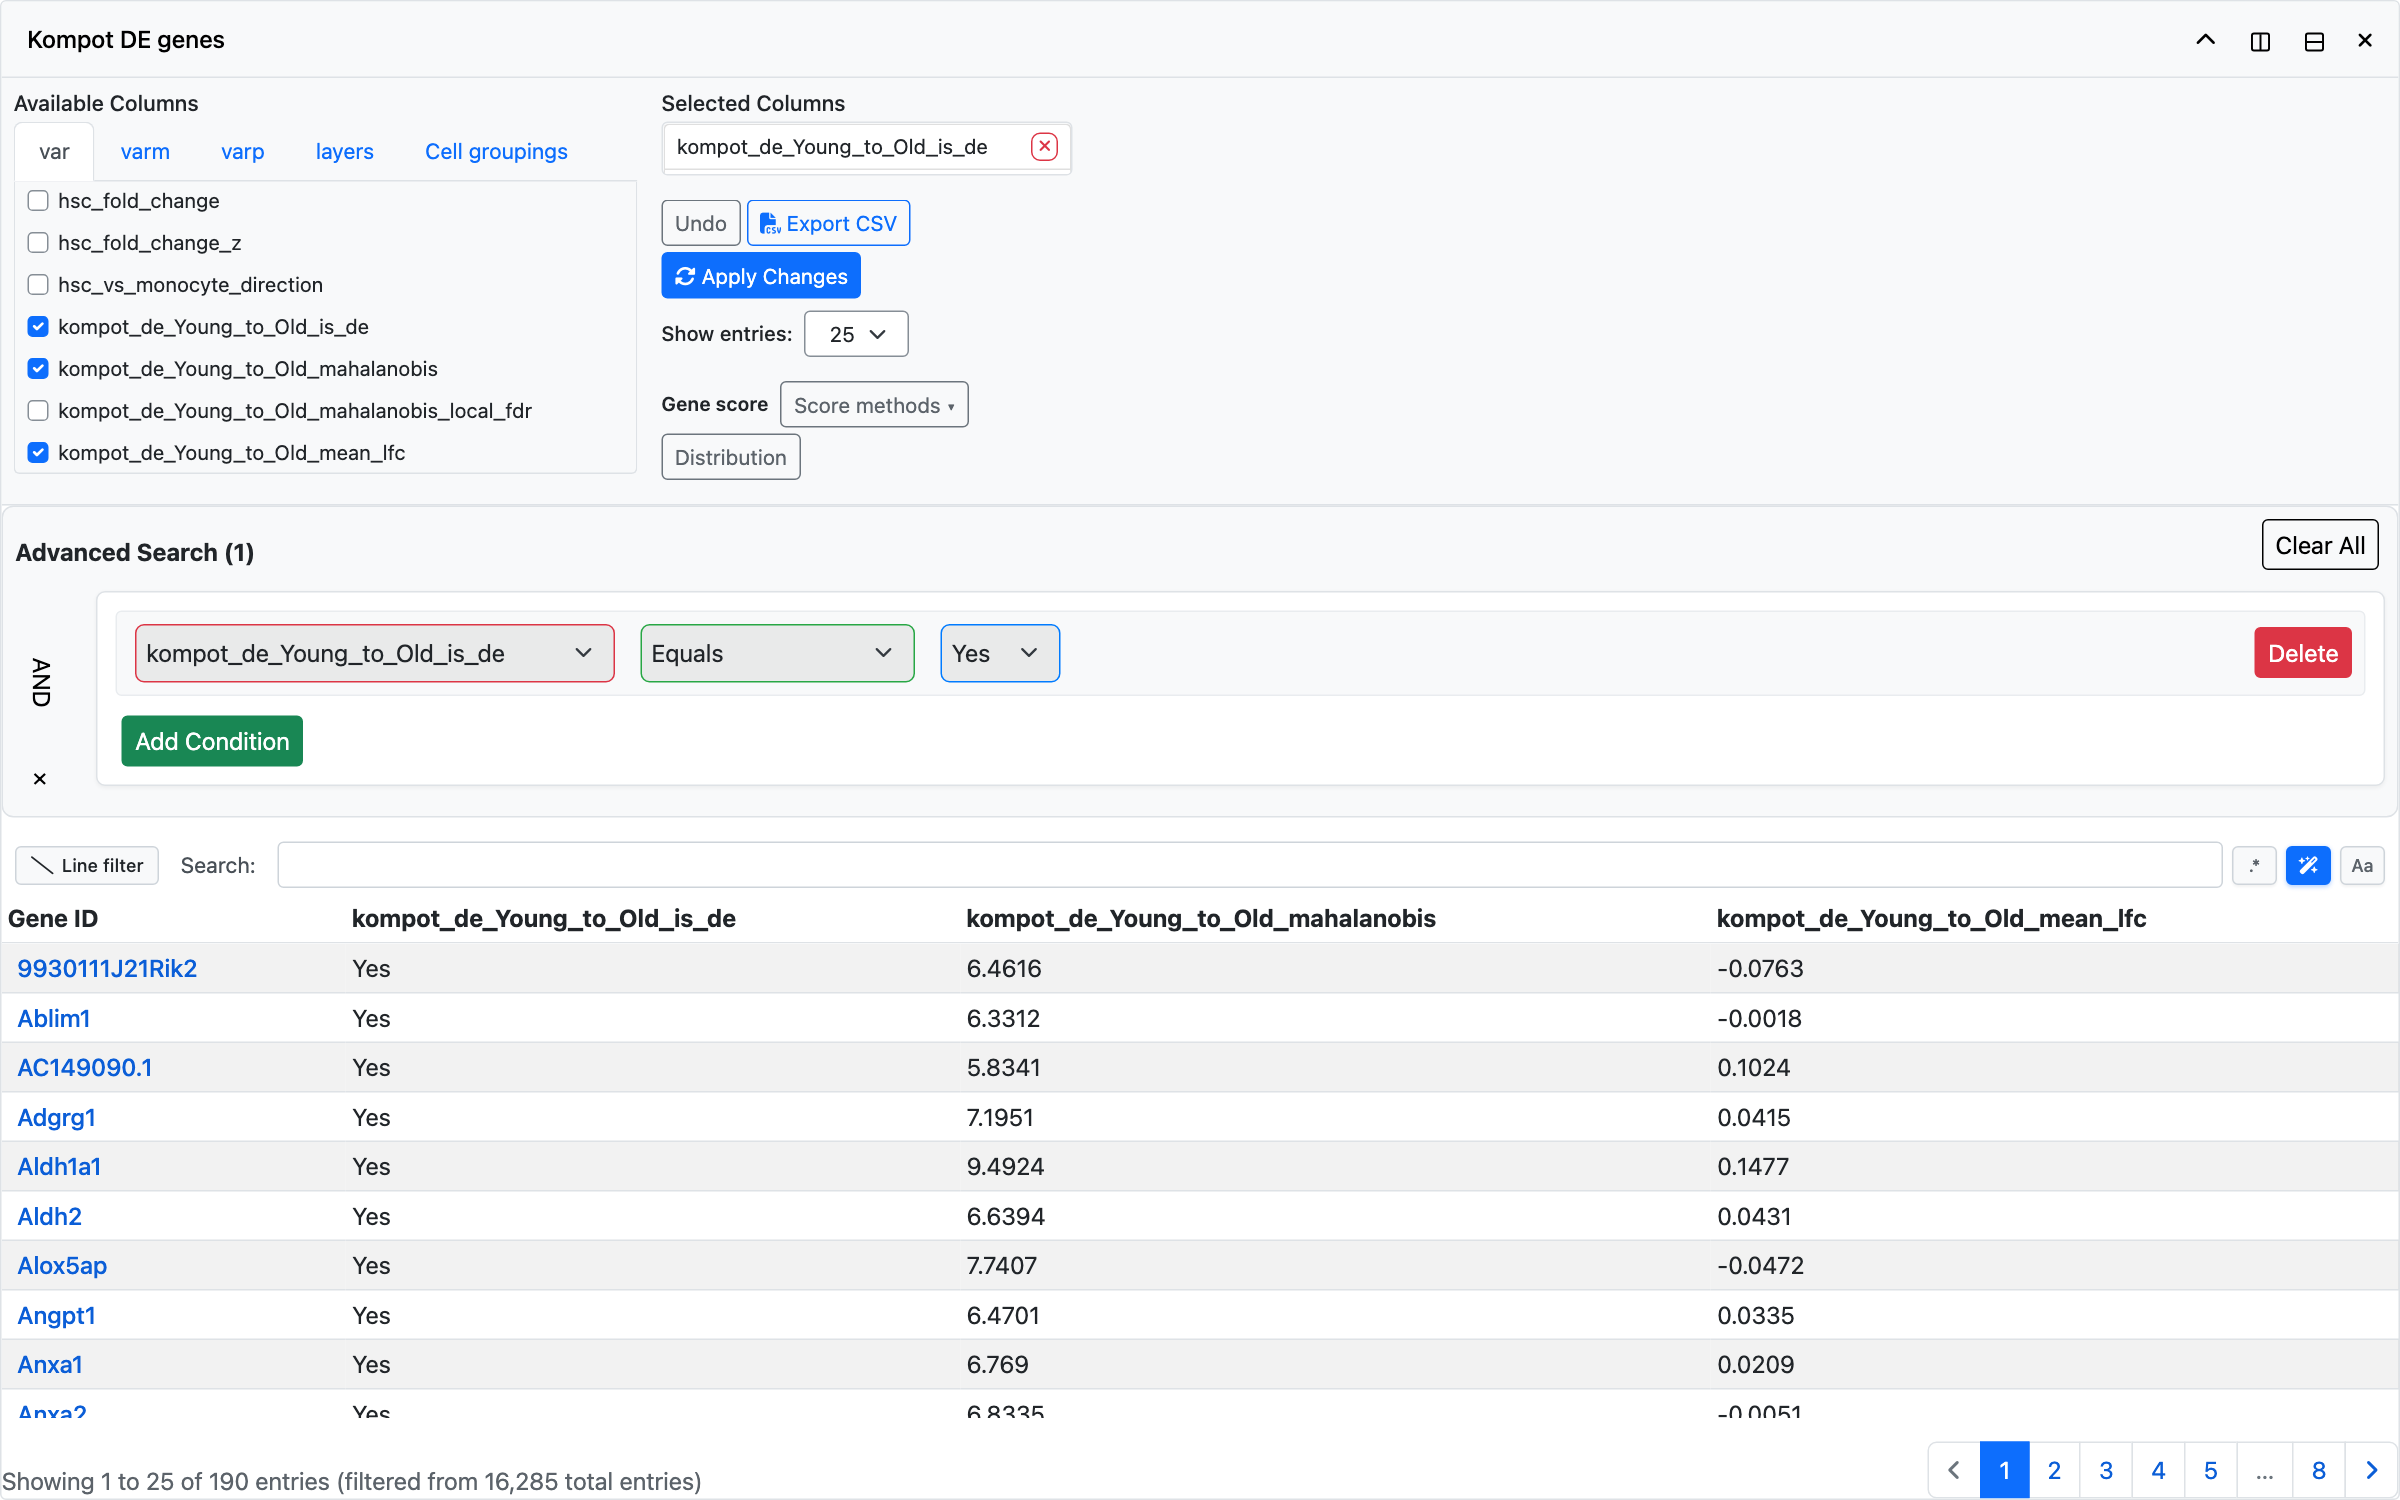 Kompot DE genes
Available Columns
var varm varp layers Cell groupings
hsc_fold_change
hsc_fold_change_z
hsc_vs_monocyte_direction
kompot_de_Young_to_Old_is_de
kompot_de_Young_to_Old_mahalanobis
kompot_de_Young_to_Old_mahalanobis_local_fdr
kompot_de_Young_to_Old_mean_lfc
Selected Columns
kompot_de_Young_to_Old_is_de
Undo Export CSV
Apply Changes
Show entries: 25
Gene score Score methods
Distribution
Advanced Search (1) Clear All
AND
kompot_de_Young_to_Old_is_de Equals Yes Delete
Add Condition
Line filter Search: .* Aa
Gene ID kompot_de_Young_to_Old_is_de kompot_de_Young_to_Old_mahalanobis kompot_de_Young_to_Old_mean_lfc
9930111J21Rik2 Yes 6.4616 -0.0763
Ablim1 Yes 6.3312 -0.0018
AC149090.1 Yes 5.8341 0.1024
Adgrg1 Yes 7.1951 0.0415
Aldh1a1 Yes 9.4924 0.1477
Aldh2 Yes 6.6394 0.0431
Alox5ap Yes 7.7407 -0.0472
Angpt1 Yes 6.4701 0.0335
Anxa1 Yes 6.769 0.0209
Anxa2 Yes 6.8335 -0.0051
Showing 1 to 25 of 190 entries (filtered from 16,285 total entries)
1 2 3 4 5 ... 8